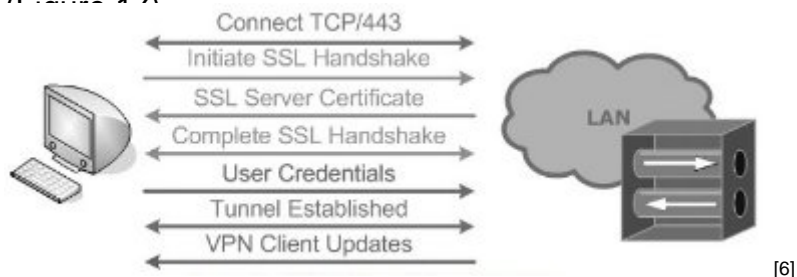 Connect TCP/443
Initiate SSL Handshake
SSL Server Certificate
Complete SSL Handshake
User Credentials
Tunnel Established
VPN Client Updates
LAN
[6]